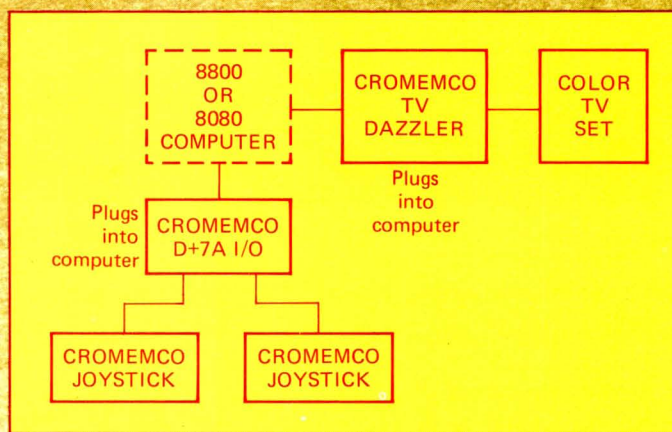 8800
OR
8080
COMPUTER
CROMEMCO
TV
DAZZLER
COLOR
TV
SET
Plugs
into
computer
Plugs
into
computer
CROMEMCO
D+7A I/O
CROMEMCO
JOYSTICK
CROMEMCO
JOYSTICK